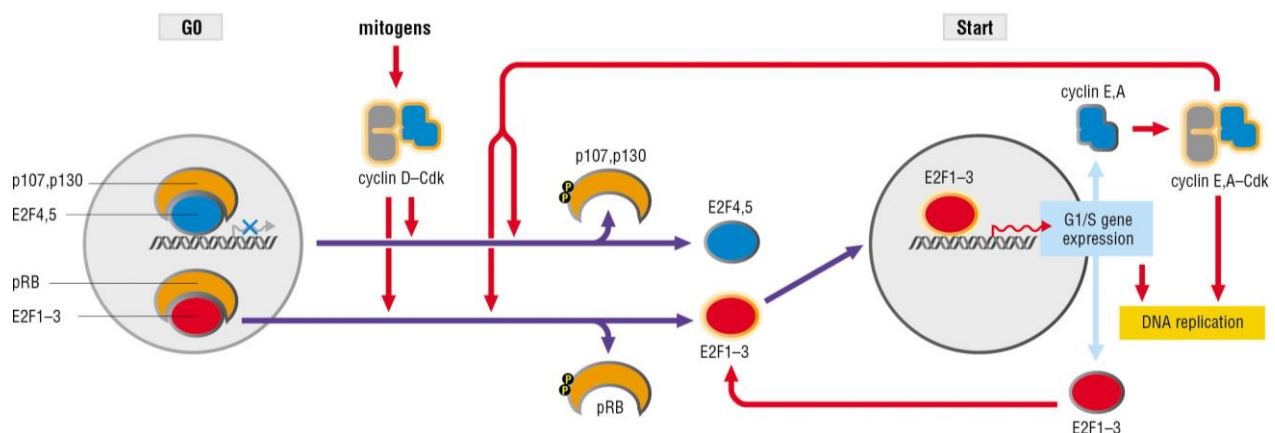 G0
mitogens
Start
cyclin E,A
p107,p130
p107,p130
cyclin D–Cdk
E2F1–3
cyclin E,A–Cdk
E2F4,5
P
P
E2F4,5
G1/S gene
expression
pRB
E2F1–3
DNA replication
E2F1–3
P
P
pRB
E2F1–3